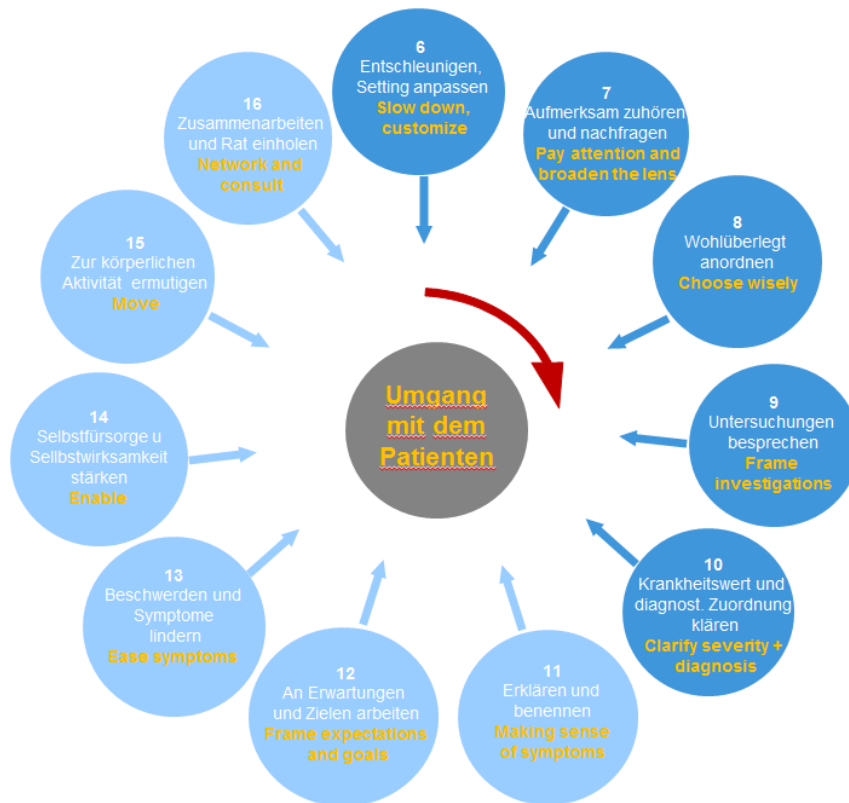 6
Entschleunigen,
Setting anpassen
Slow down,
customize
7
Aufmerksam zuhören
und nachfragen
Pay attention and
broaden the lens
8
Wohlüberlegt
anordnen
Choose wisely
9
Untersuchungen
besprechen
Frame
investigations
10
Krankheitswert und
diagnost. Zuordnung
klären
Clarify severity +
diagnosis
11
Erklären und
benennen
Making sense
of symptoms
12
An Erwartungen
und Zielen arbeiten
Frame expectations
and goals
13
Beschwerden und
Symptome
lindern
Ease symptoms
14
Selbstfürsorge u
Sellbstwirksamkeit
stärken
Enable
15
Zur körperlichen
Aktivität ermutigen
Move
16
Zusammenarbeiten
und Rat einholen
Network and
consult
Umgang
mit dem
Patienten